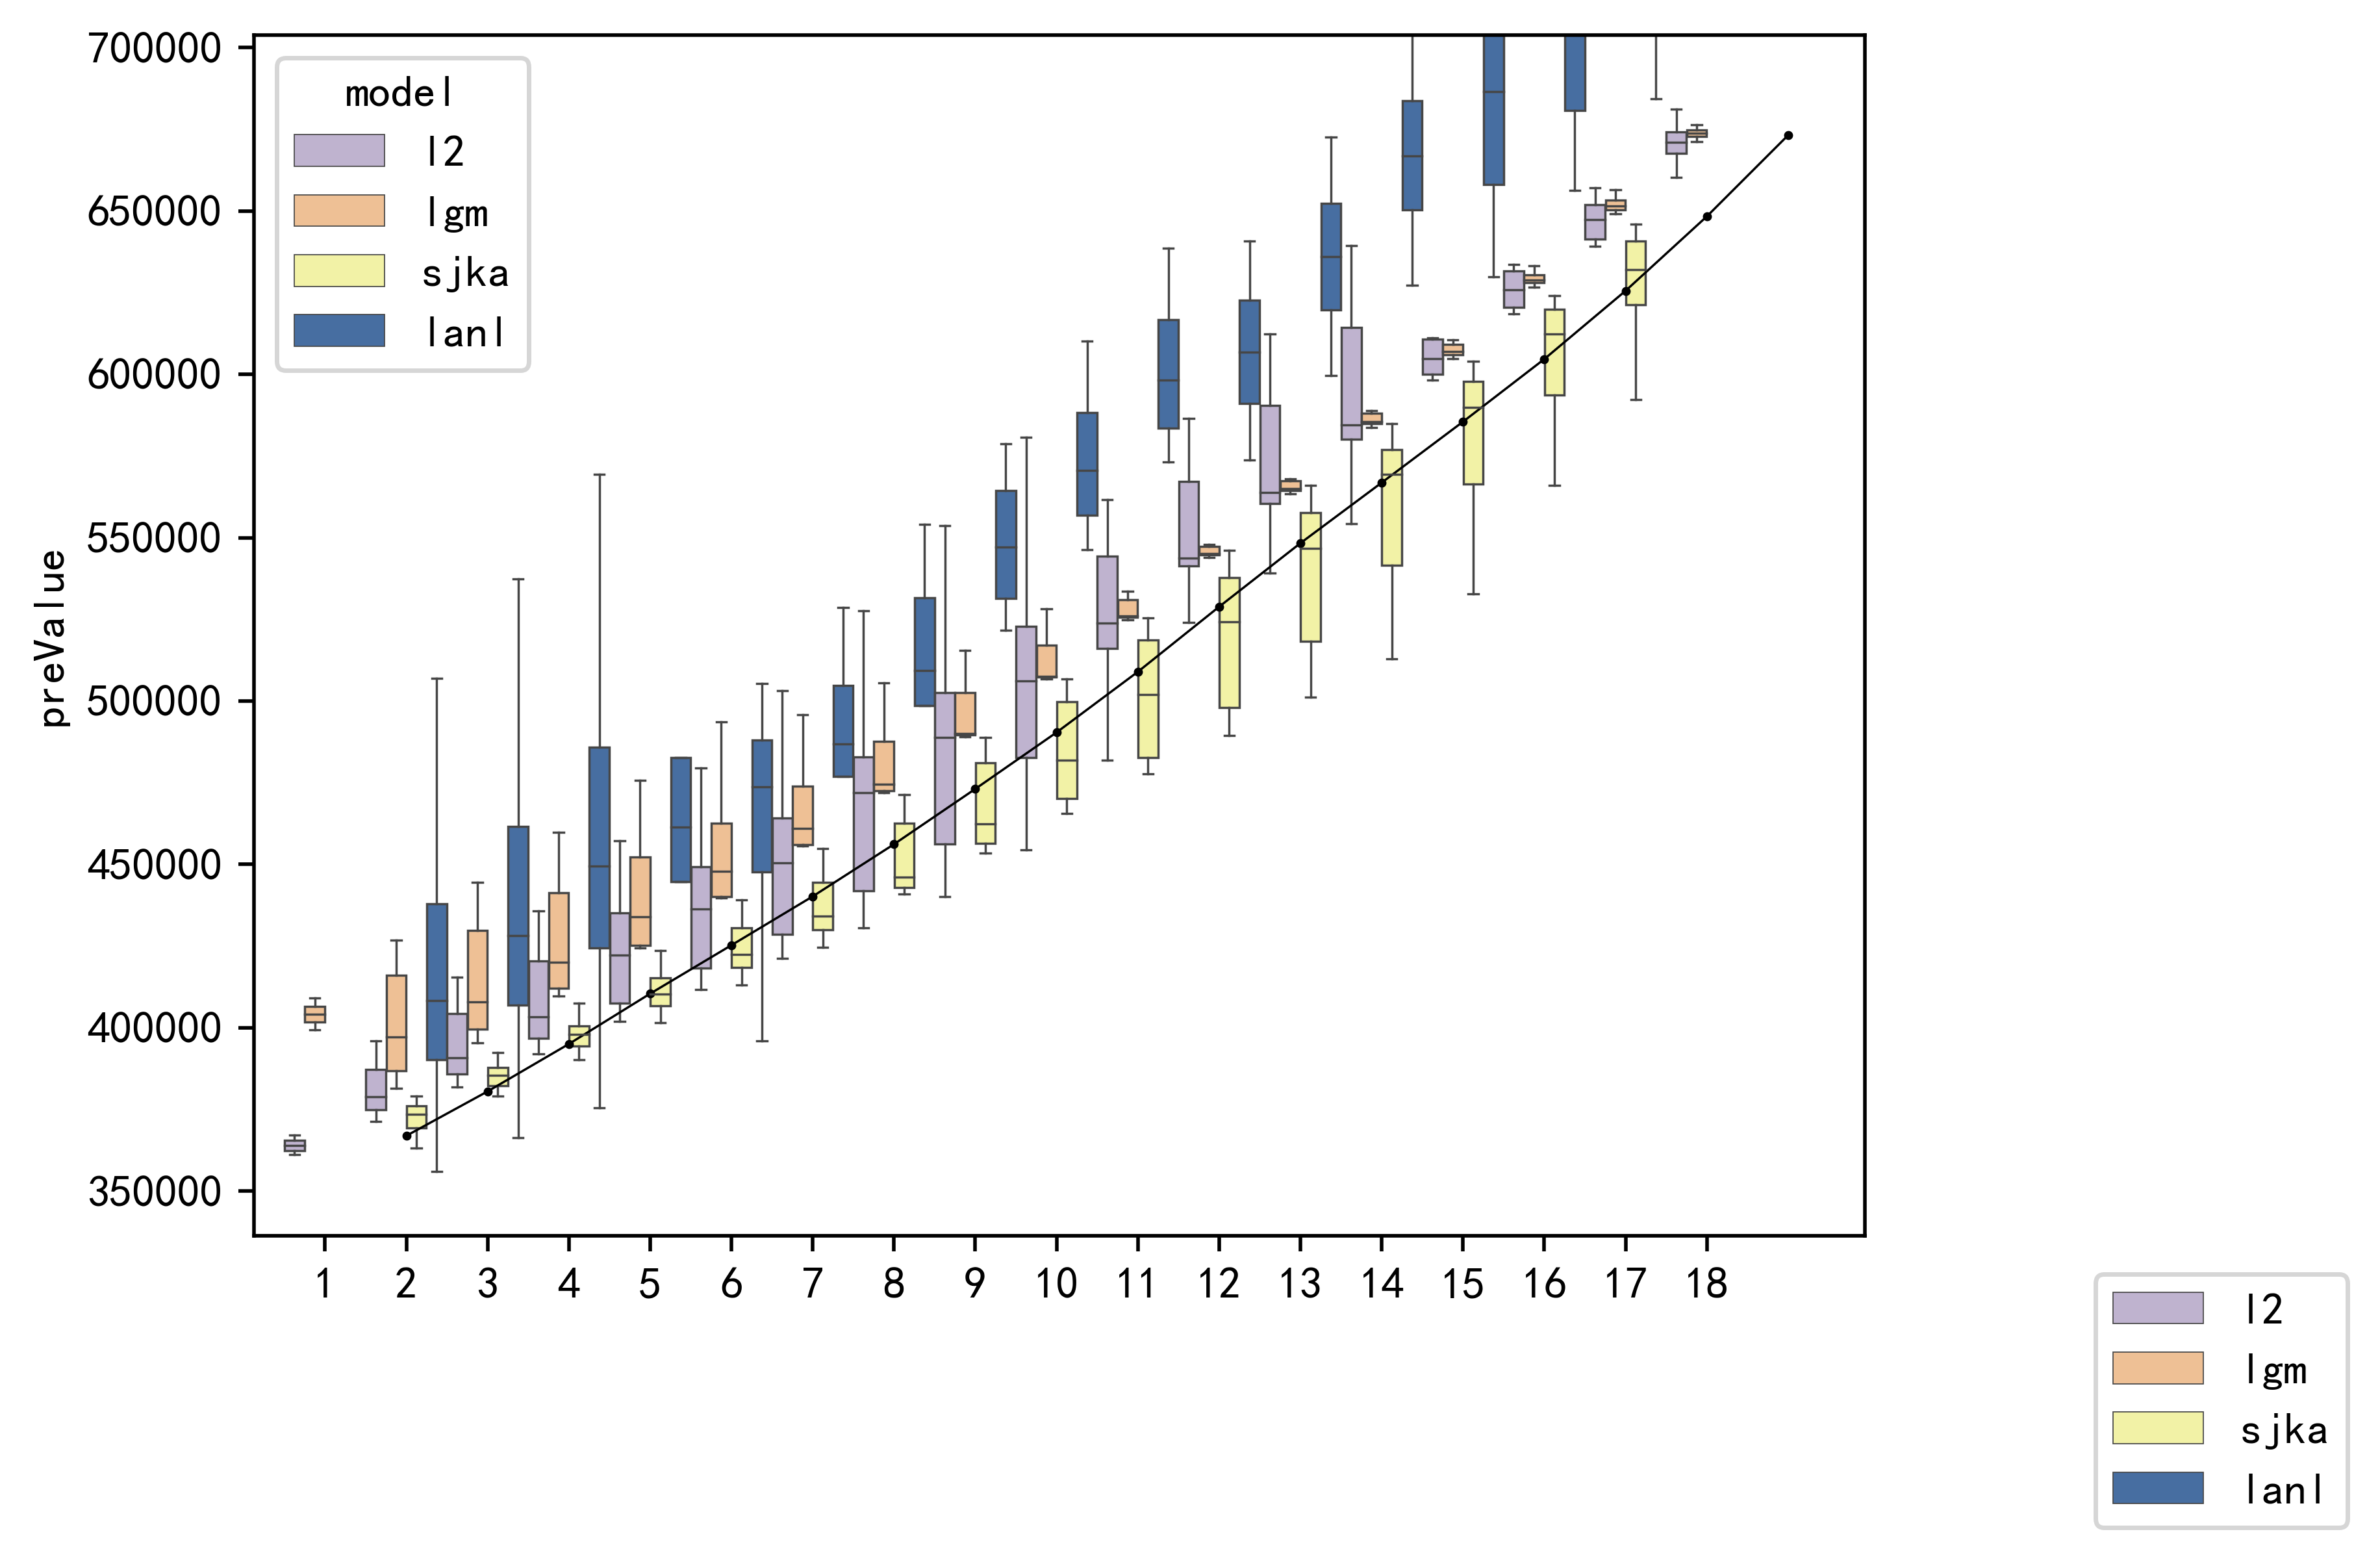 700000
650000
600000
550000
500000
450000
400000
350000
preValue
model
l2
lgm
sjka
lanl
1 2 3 4 5 6 7 8 9 10 11 12 13 14 15 16 17 18
l2
lgm
sjka
lanl